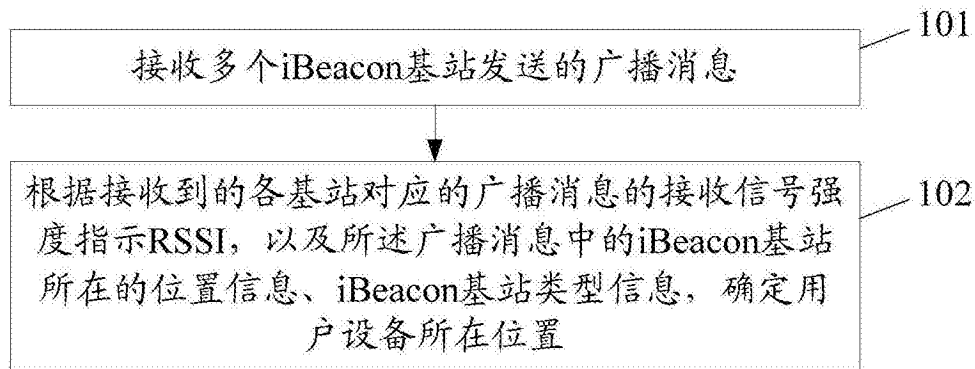 101
接收多个iBeacon基站发送的广播消息
根据接收到的各基站对应的广播消息的接收信号强
度指示RSSI，以及所述广播消息中的iBeacon基站
所在的位置信息、iBeacon基站类型信息，确定用
户设备所在位置
102